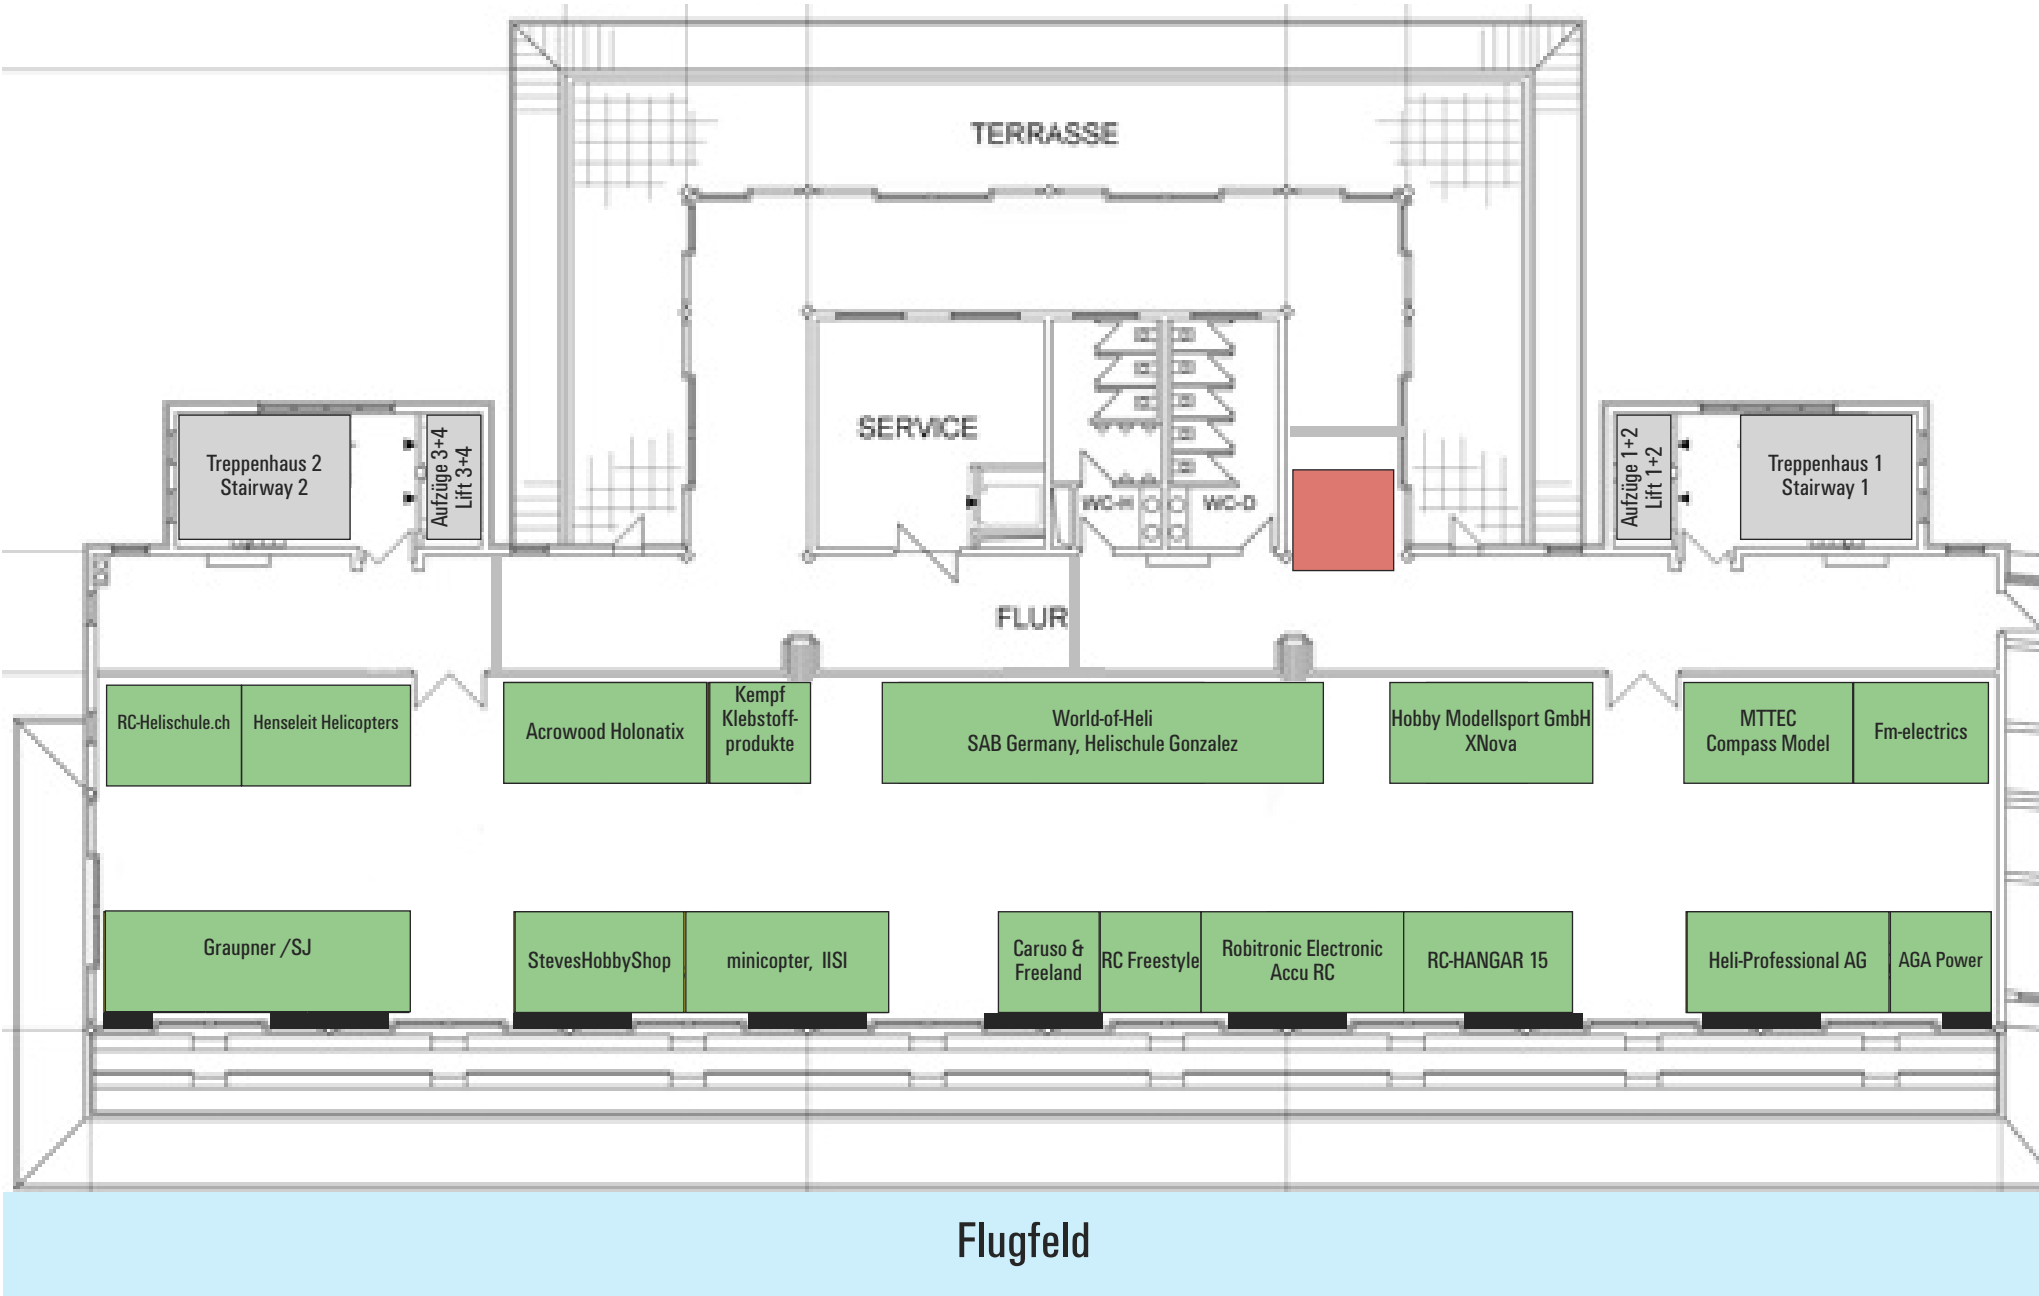 TERRASSE
SERVICE
WC-H
WC-D
Treppenhaus 2
Stairway 2
Aufzüge 3+4
Lift 3+4
Aufzüge 1+2
Lift 1+2
Treppenhaus 1
Stairway 1
FLUR
RC-Helischule.ch
Henseleit Helicopters
Acrowood Holonatix
Kempf
Klebstoff-
produkte
World-of-Heli
SAB Germany, Helischule Gonzalez
Hobby Modellsport GmbH
XNova
MTTEC
Compass Model
Fm-electrics
Graupner /SJ
StevesHobbyShop
minicopter, IISI
Caruso &
Freeland
RC Freestyle
Robitronic Electronic
Accu RC
RC-HANGAR 15
Heli-Professional AG
AGA Power
Flugfeld